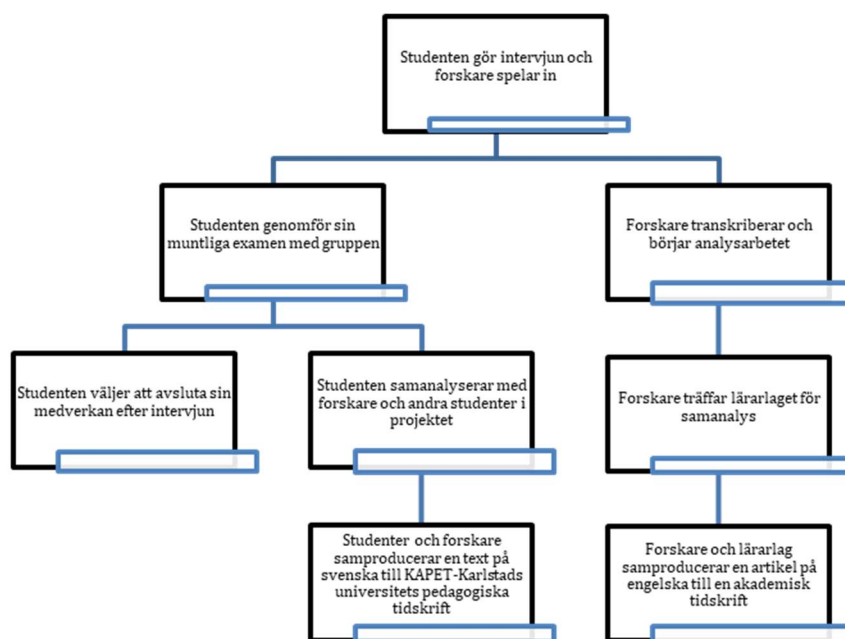 Studenten gör intervjun och
forskare spelar in
Studenten genomför sin
muntliga examen med gruppen
Forskare transkriberar och
börjar analysarbetet
Studenten väljer att avsluta sin
medverkan efter intervjun
Studenten samanalyserar med
forskare och andra studenter i
projektet
Forskare träffar lärarlaget för
samanalys
Studenter och forskare
samproducerar en text på
svenska till KAPET-Karlstads
universitets pedagogiska
tidskrift
Forskare och lärarlag
samproducerar en artikel på
engelska till en akademisk
tidskrift